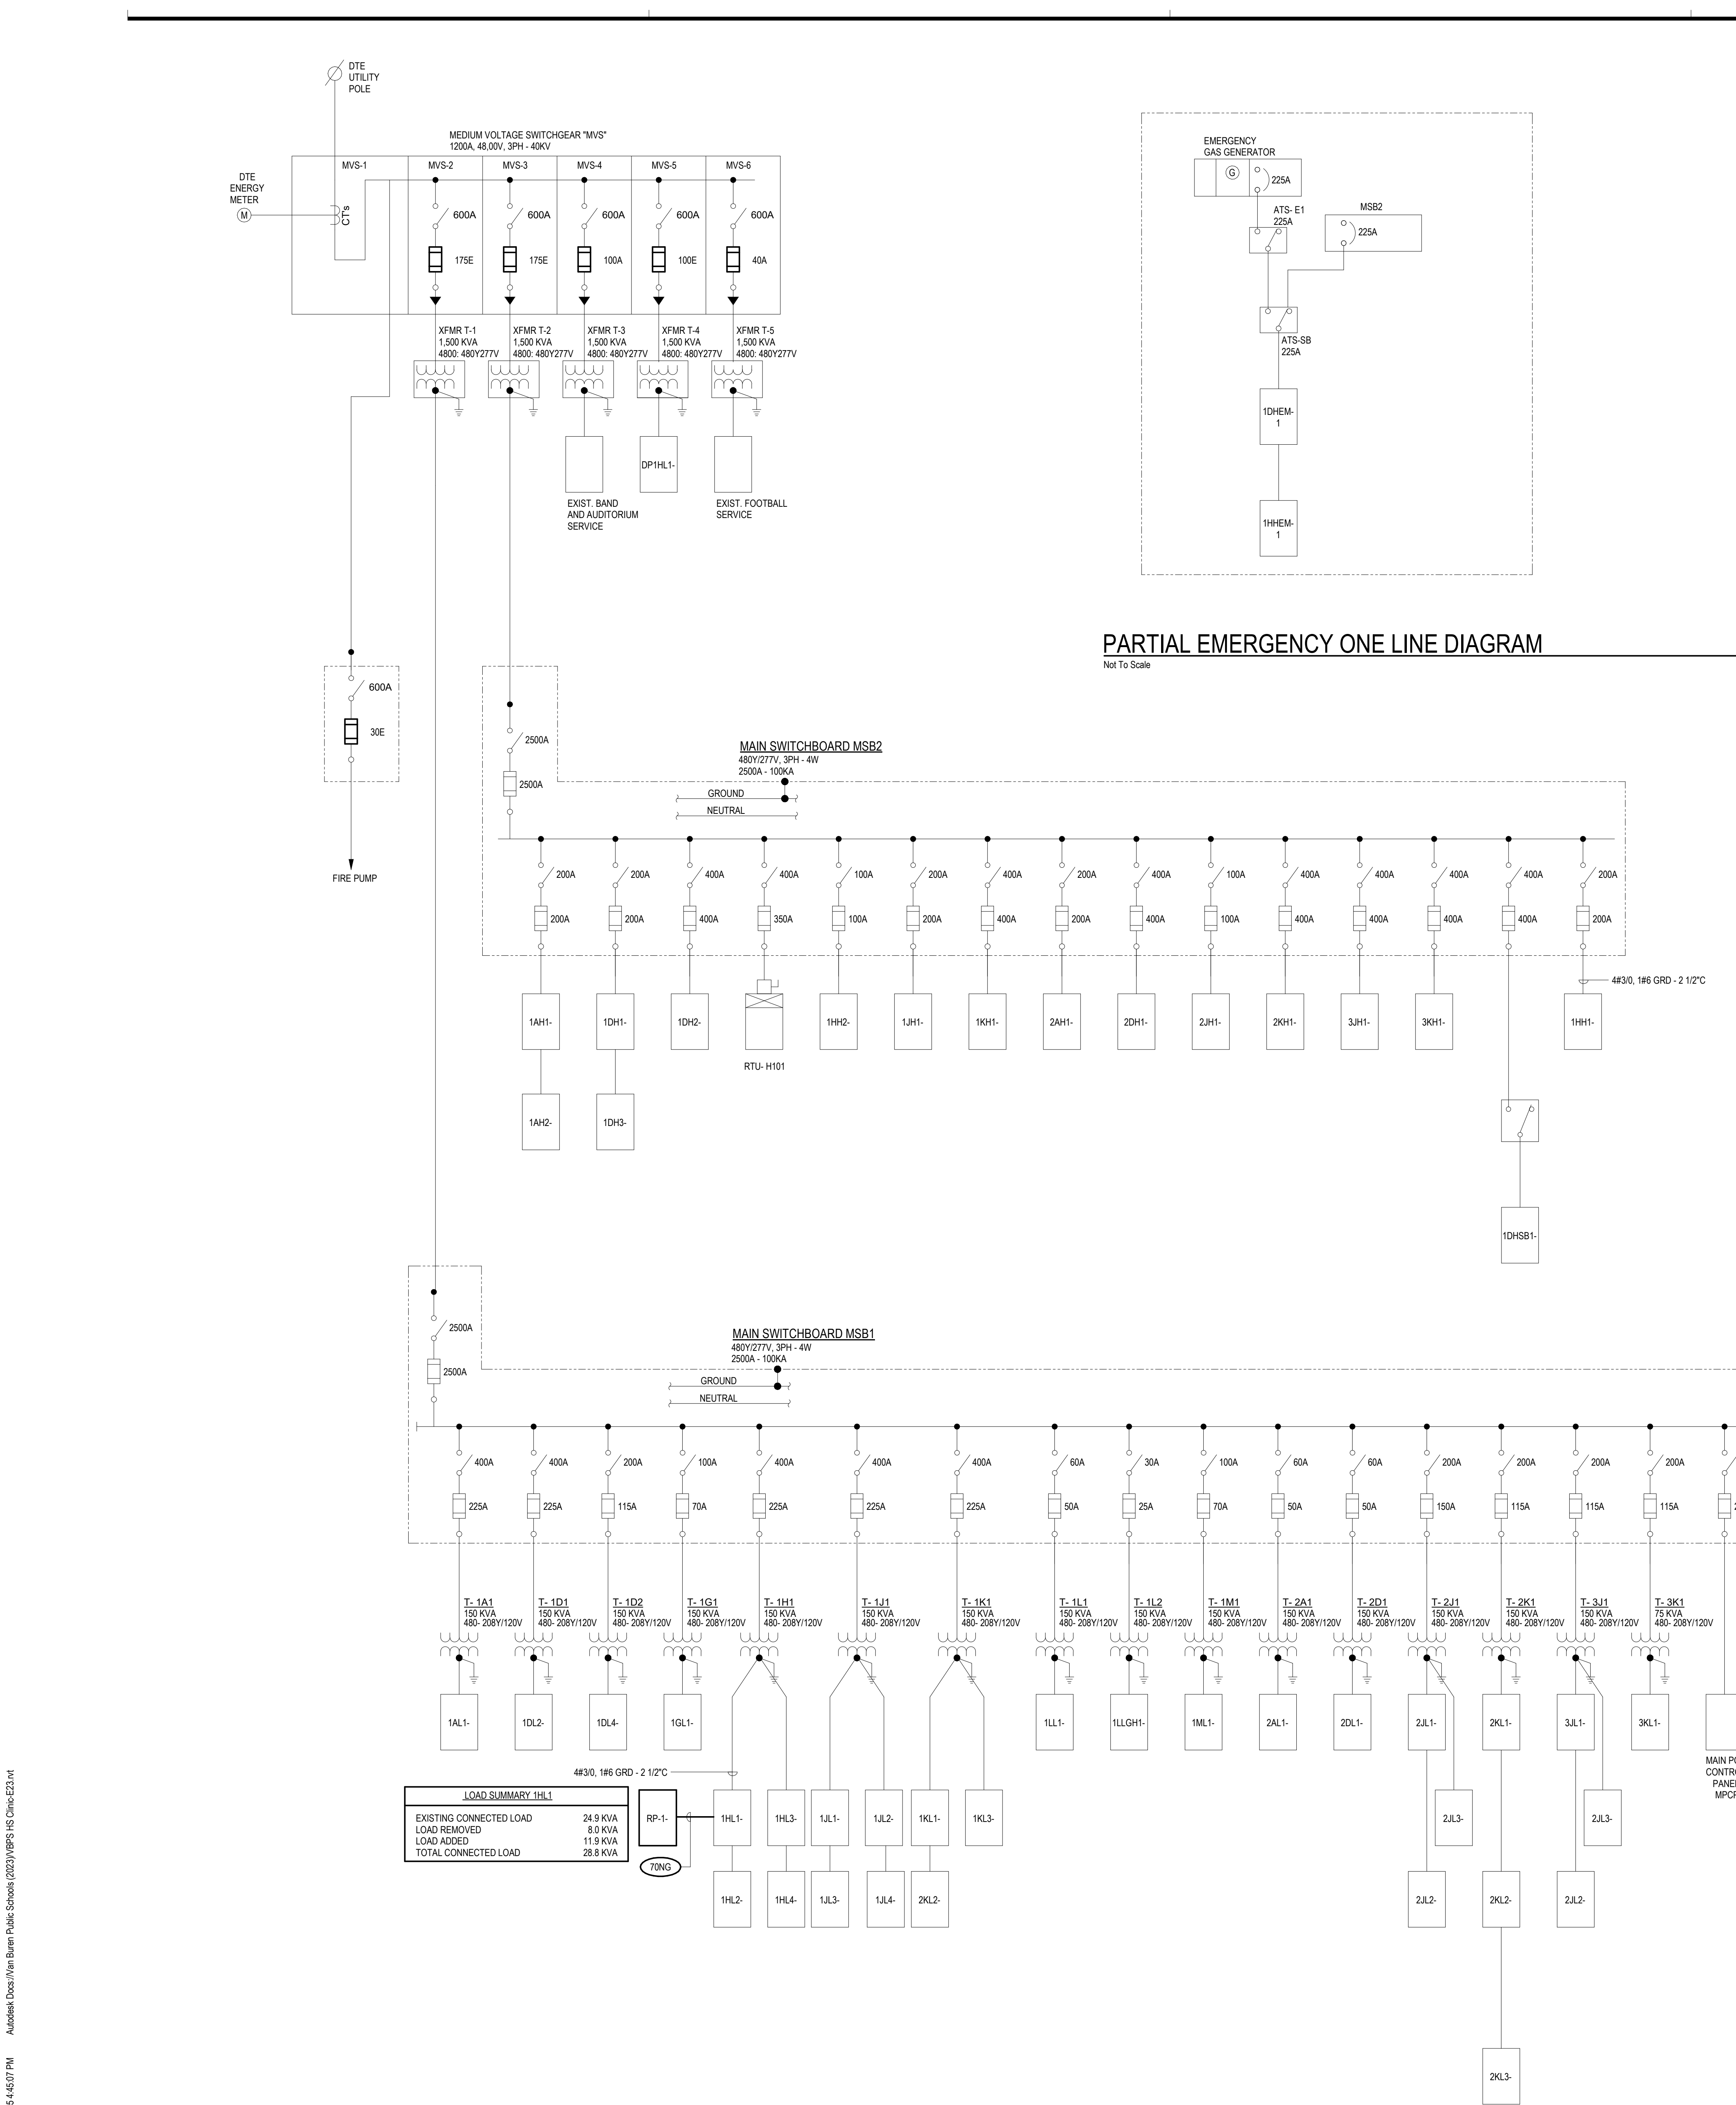 DTE
UTILITY
POLE
MEDIUM VOLTAGE SWITCHGEAR "MVS"
1200A, 48,00V, 3PH - 40KV
MVS-1
MVS-2
MVS-3
MVS-4
MVS-5
MVS-6
DTE
ENERGY
METER
M
CT's
600A
600A
600A
600A
600A
175E
175E
100A
100E
40A
XFMR T-1
1,500 KVA
4800: 480Y277V
XFMR T-2
1,500 KVA
4800: 480Y277V
XFMR T-3
1,500 KVA
4800: 480Y277V
XFMR T-4
1,500 KVA
4800: 480Y277V
XFMR T-5
1,500 KVA
4800: 480Y277V
DP1HL1-
EXIST. BAND
AND AUDITORIUM
SERVICE
EXIST. FOOTBALL
SERVICE
EMERGENCY
GAS GENERATOR
G
225A
ATS- E1
225A
MSB2
225A
ATS-SB
225A
1DHEM-
1
1HHEM-
1
PARTIAL EMERGENCY ONE LINE DIAGRAM
Not To Scale
600A
30E
FIRE PUMP
2500A
2500A
MAIN SWITCHBOARD MSB2
480Y/277V, 3PH - 4W
2500A - 100KA
GROUND
NEUTRAL
200A
200A
400A
400A
100A
200A
400A
200A
400A
100A
400A
400A
400A
400A
200A
200A
200A
400A
350A
100A
200A
400A
200A
400A
100A
400A
400A
400A
400A
200A
4#3/0, 1#6 GRD - 2 1/2"C
1AH1-
1DH1-
1DH2-
1HH2-
1JH1-
1KH1-
2AH1-
2DH1-
2JH1-
2KH1-
3JH1-
3KH1-
1HH1-
RTU- H101
1AH2-
1DH3-
1DHSB1-
2500A
2500A
MAIN SWITCHBOARD MSB1
480Y/277V, 3PH - 4W
2500A - 100KA
GROUND
NEUTRAL
400A
400A
200A
100A
400A
400A
400A
60A
30A
100A
60A
60A
200A
200A
200A
200A
225A
225A
115A
70A
225A
225A
225A
50A
25A
70A
50A
50A
150A
115A
115A
115A
T- 1A1
150 KVA
480- 208Y/120V
T- 1D1
150 KVA
480- 208Y/120V
T- 1D2
150 KVA
480- 208Y/120V
T- 1G1
150 KVA
480- 208Y/120V
T- 1H1
150 KVA
480- 208Y/120V
T- 1J1
150 KVA
480- 208Y/120V
T- 1K1
150 KVA
480- 208Y/120V
T- 1L1
150 KVA
480- 208Y/120V
T- 1L2
150 KVA
480- 208Y/120V
T- 1M1
150 KVA
480- 208Y/120V
T- 2A1
150 KVA
480- 208Y/120V
T- 2D1
150 KVA
480- 208Y/120V
T- 2J1
150 KVA
480- 208Y/120V
T- 2K1
150 KVA
480- 208Y/120V
T- 3J1
150 KVA
480- 208Y/120V
T- 3K1
75 KVA
480- 208Y/120V
1AL1-
1DL2-
1DL4-
1GL1-
1LL1-
1LLGH1-
1ML1-
2AL1-
2DL1-
2JL1-
2KL1-
3JL1-
3KL1-
MAIN
PANE
4#3/0, 1#6 GRD - 2 1/2"C
LOAD SUMMARY 1HL1
EXISTING CONNECTED LOAD 24.9 KVA
LOAD REMOVED 8.0 KVA
LOAD ADDED 11.9 KVA
TOTAL CONNECTED LOAD 28.8 KVA
RP-1-
1HL1-
1HL3-
1JL1-
1JL2-
1KL1-
1KL3-
2JL3-
2JL3-
70NG
1HL2-
1HL4-
1JL3-
1JL4-
2KL2-
2JL2-
2KL2-
2JL2-
2KL3-
5 4:45:07 PM Autodesk Docs://Van Buren Public Schools (2023)/VBPS HS Clinic-E23.rvt